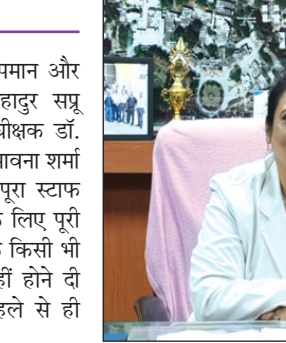 पमान और
हादुर सप्रू
धीक्षक डॉ.
भावना शर्मा
पूरा स्टाफ
लिए पूरी
किसी भी
हीं होने दी
हले से ही